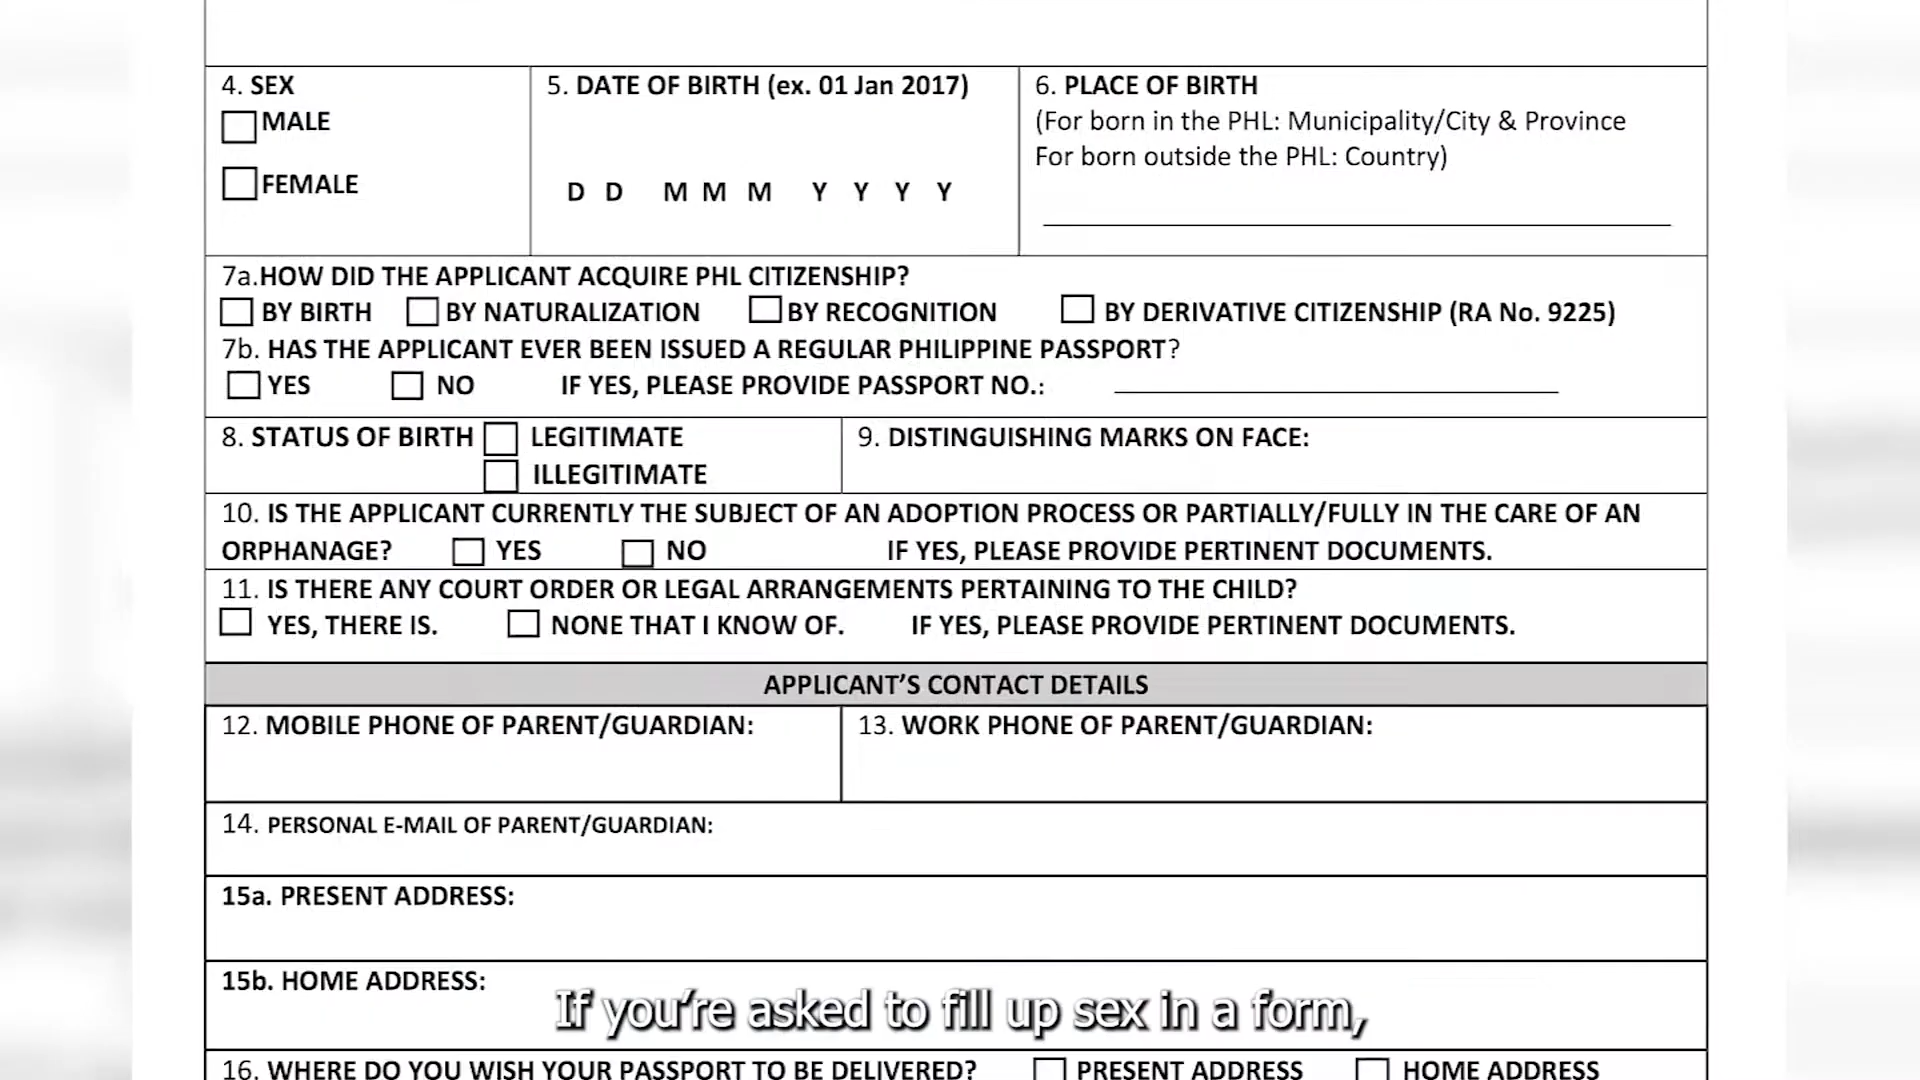 4. SEX
MALE
FEMALE
5. DATE OF BIRTH (ex. 01 Jan 2017)
D D M M M Y Y Y Y
6. PLACE OF BIRTH
(For born in the PHL: Municipality/City & Province
For born outside the PHL: Country)
7a.HOW DID THE APPLICANT ACQUIRE PHL CITIZENSHIP?
BY BIRTH BY NATURALIZATION BY RECOGNITION BY DERIVATIVE CITIZENSHIP (RA No. 9225)
7b. HAS THE APPLICANT EVER BEEN ISSUED A REGULAR PHILIPPINE PASSPORT?
YES NO IF YES, PLEASE PROVIDE PASSPORT NO.:
8. STATUS OF BIRTH LEGITIMATE
ILLEGITIMATE
9. DISTINGUISHING MARKS ON FACE:
10. IS THE APPLICANT CURRENTLY THE SUBJECT OF AN ADOPTION PROCESS OR PARTIALLY/FULLY IN THE CARE OF AN
ORPHANAGE? YES NO IF YES, PLEASE PROVIDE PERTINENT DOCUMENTS.
11. IS THERE ANY COURT ORDER OR LEGAL ARRANGEMENTS PERTAINING TO THE CHILD?
YES, THERE IS. NONE THAT I KNOW OF. IF YES, PLEASE PROVIDE PERTINENT DOCUMENTS.
APPLICANT'S CONTACT DETAILS
12. MOBILE PHONE OF PARENT/GUARDIAN:
13. WORK PHONE OF PARENT/GUARDIAN:
14. PERSONAL E-MAIL OF PARENT/GUARDIAN:
15a. PRESENT ADDRESS:
15b. HOME ADDRESS:
If you're asked to fill up sex in a form,
16. WHERE DO YOU WISH YOUR PASSPORT TO BE DELIVERED? PRESENT ADDRESS HOME ADDRESS